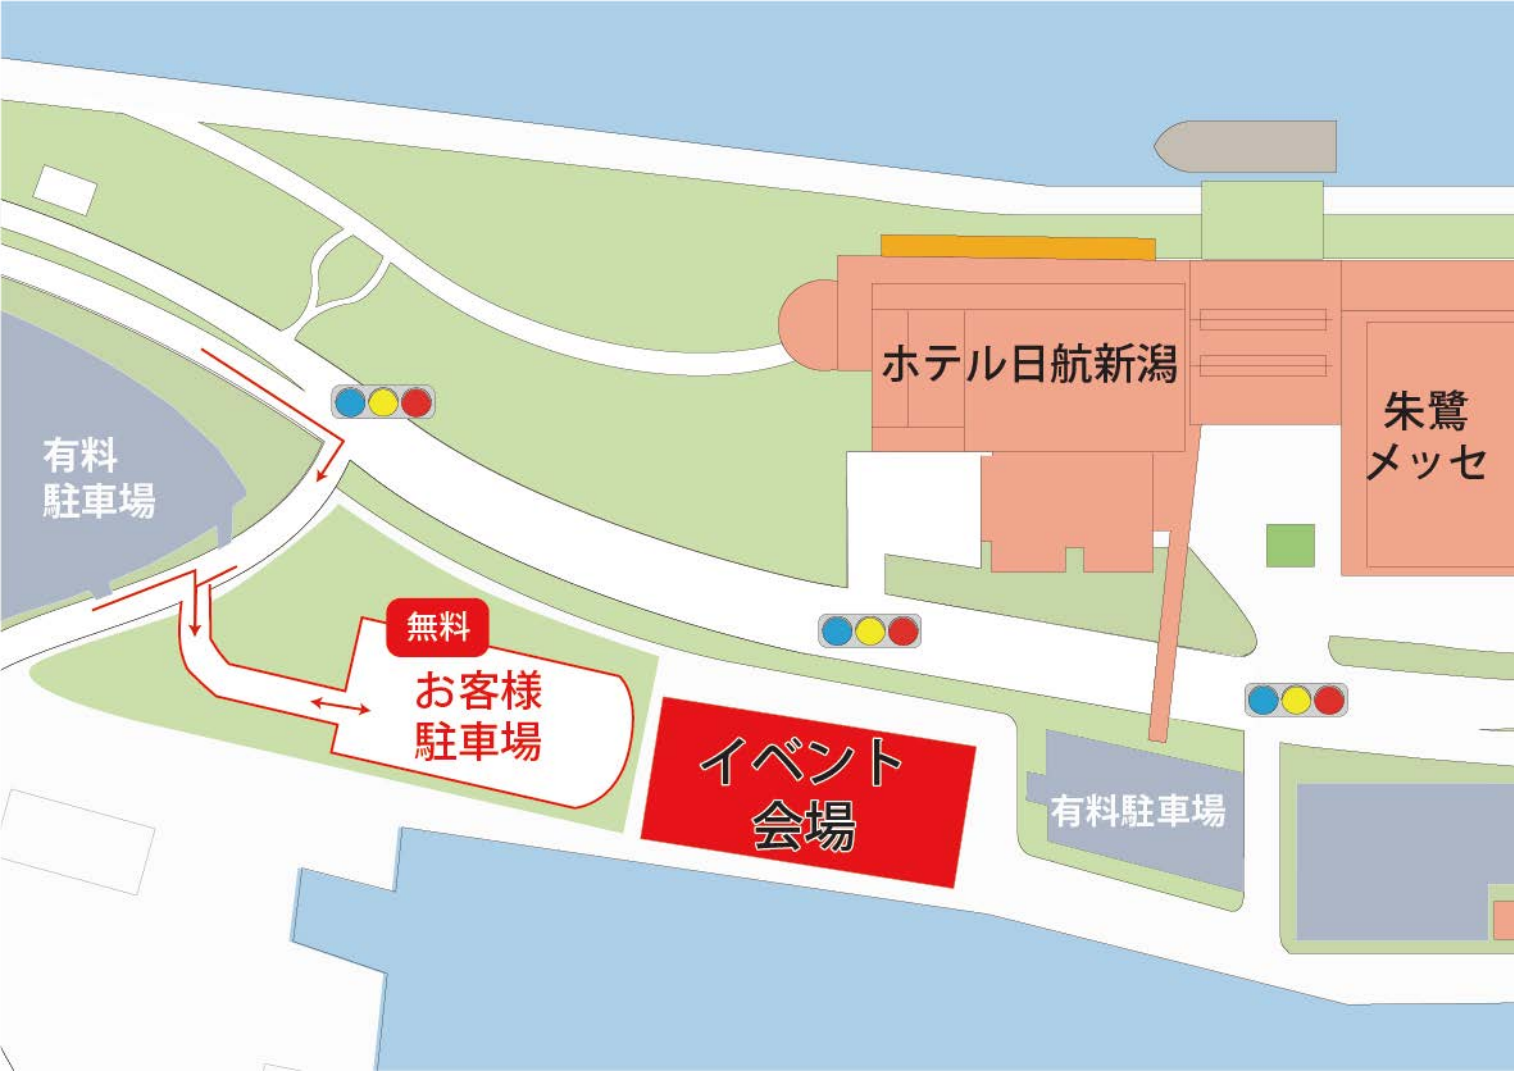 ホテル日航新潟
朱鷺
メッセ
有料
駐車場
無料
お客様
駐車場
イベント
会場
有料駐車場